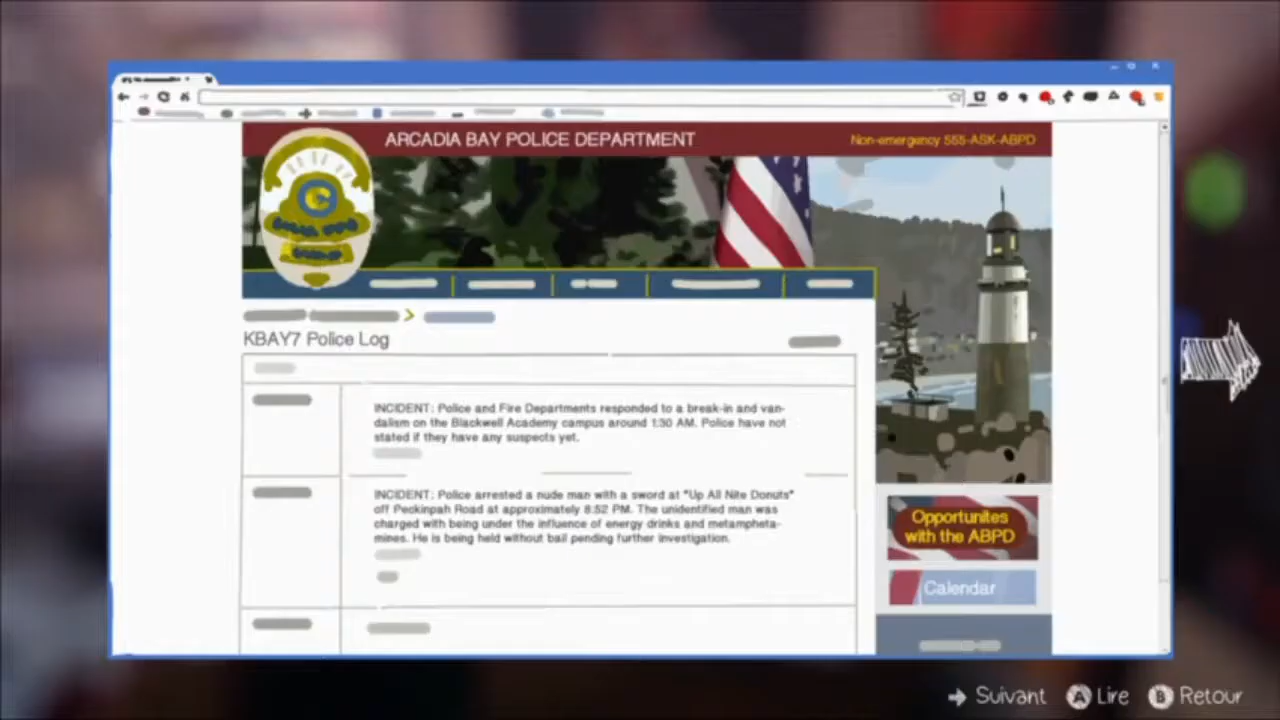 ARCADIA BAY POLICE DEPARTMENT
Non-emergency 555-ASK-ABPD
KBAY7 Police Log
INCIDENT: Police and Fire Departments responded to a break-in and van-
dalism on the Blackwell Academy campus around 1:30 AM. Police have not
stated if they have any suspects yet.
INCIDENT: Police arrested a nude man with a sword at "Up All Nite Donuts"
off Peckinpah Road at approximately 8:52 PM. The unidentified man was
charged with being under the influence of energy drinks and metampheta-
mines. He is being held without bail pending further investigation.
Opportunites
with the ABPD
Calendar
Suivant
A Lire
B Retour